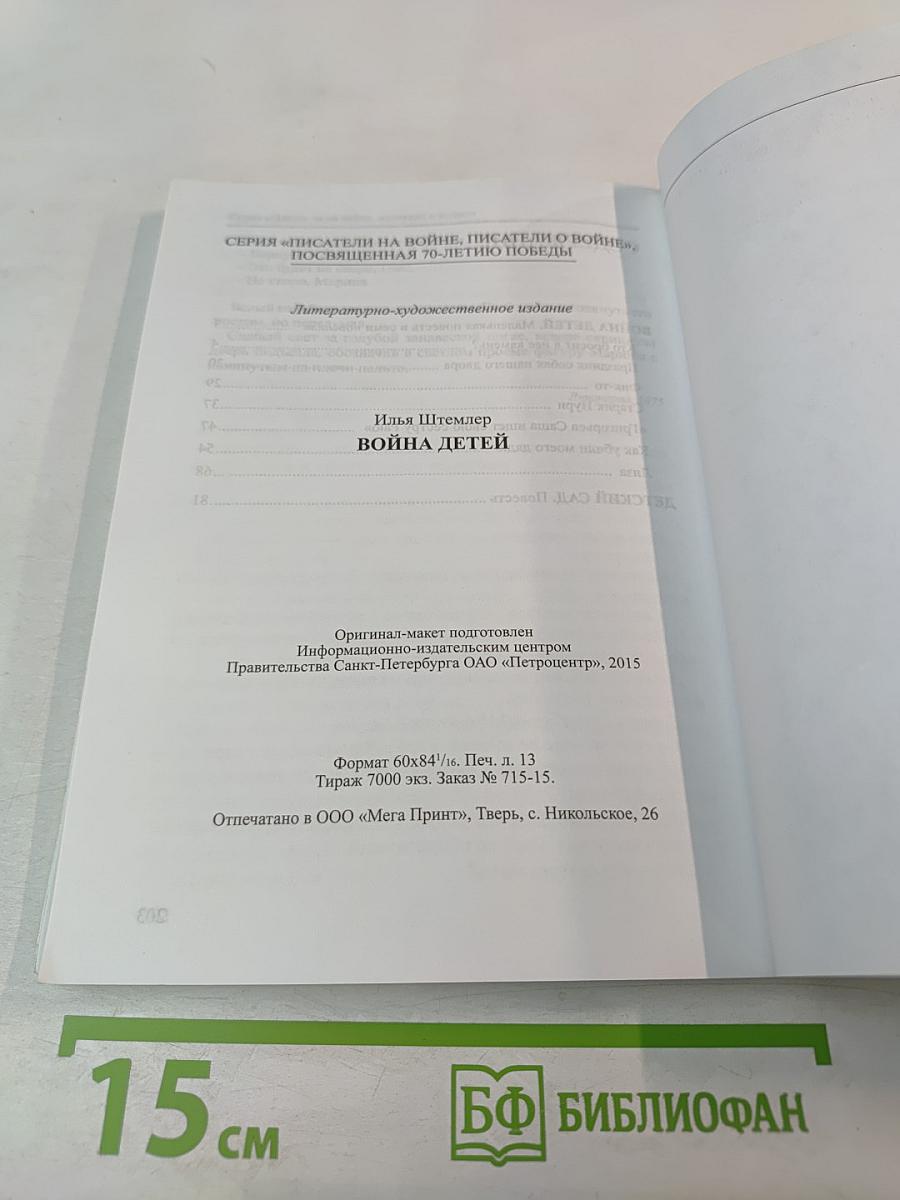 СЕРИЯ «ПИСАТЕЛИ НА ВОЙНЕ, ПИСАТЕЛИ О ВОЙНЕ»,
ПОСВЯЩЕННАЯ 70-ЛЕТИЮ ПОБЕДЫ
Литературно-художественное издание
Илья Штемлер
ВОЙНА ДЕТЕЙ
Оригинал-макет подготовлен
Информационно-издательским центром
Правительства Санкт-Петербурга ОАО «Петроцентр», 2015
Формат 60х84¹/₁₆. Печ. л. 13
Тираж 7000 экз. Заказ № 715-15.
Отпечатано в ООО «Мега Принт», Тверь, с. Никольское, 26
203
15 см
БФ БИБЛИОФАН